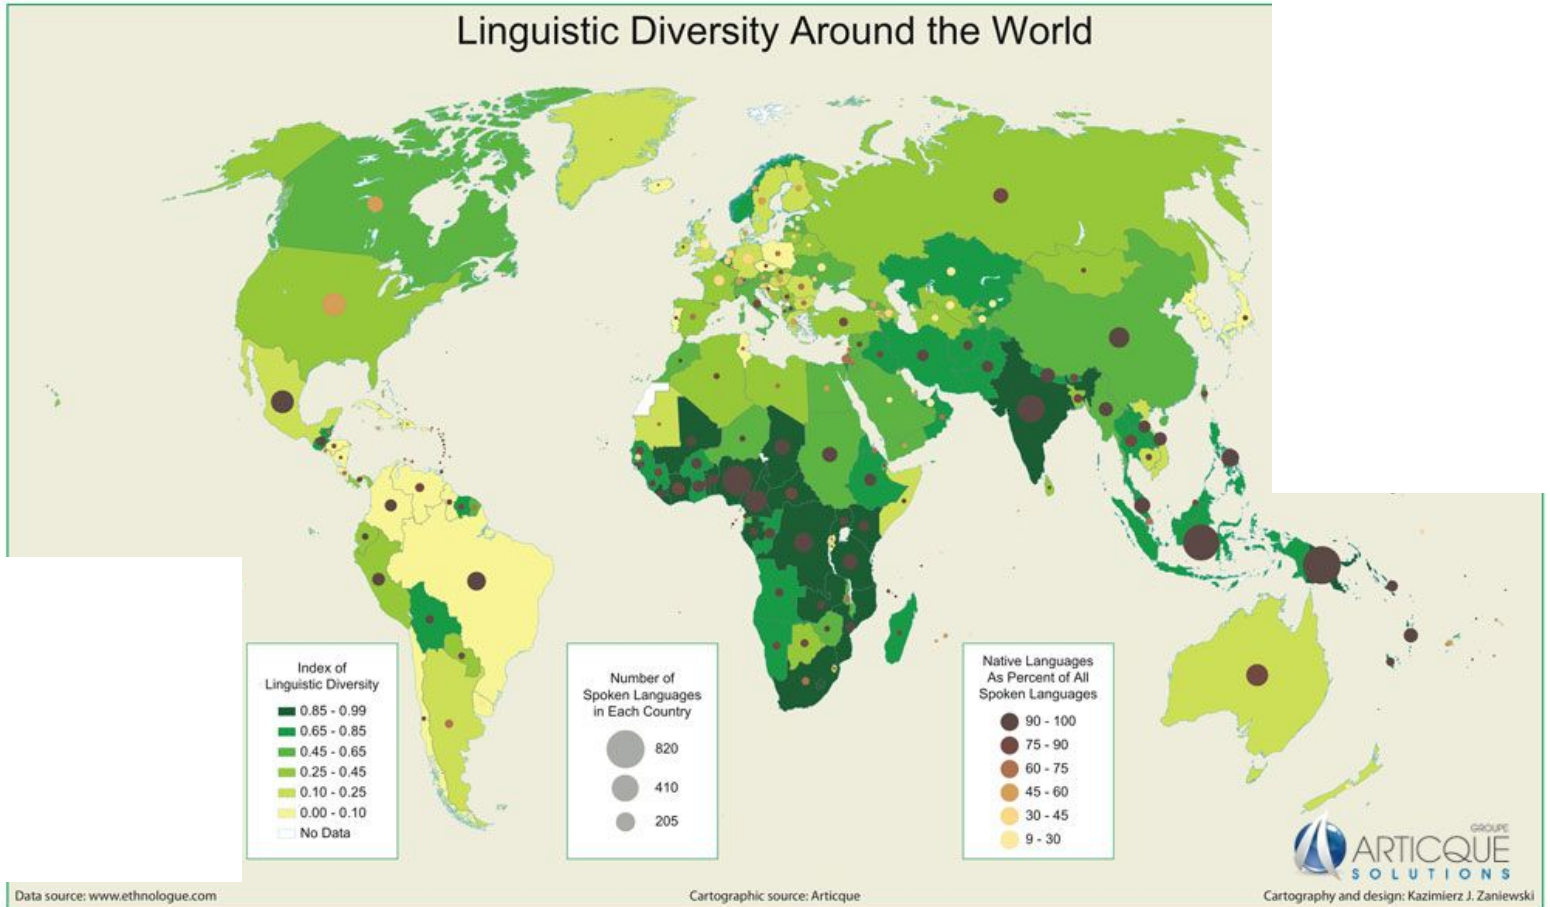 Linguistic Diversity Around the World
Index of
Linguistic Diversity
0.85 - 0.99
0.65 - 0.85
0.45 - 0.65
0.25 - 0.45
0.10 - 0.25
0.00 - 0.10
No Data
Number of
Spoken Languages
in Each Country
820
410
205
Native Languages
As Percent of All
Spoken Languages
90 - 100
75 - 90
60 - 75
45 - 60
30 - 45
9 - 30
GROUPE
ARTICQUE
SOLUTIONS
Data source: www.ethnologue.com
Cartographic source: Articque
Cartography and design: Kazimierz J. Zaniewski